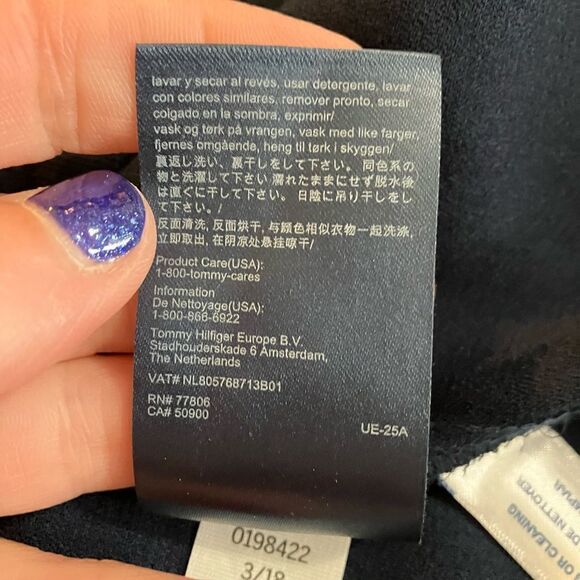 lavar y secar al revés, usar detergente, lavar
con colores similares, remover pronto, secar
colgado en la sombra, exprimir/
vask og tørk på vrangen, vask med like farger,
fjernes omgående, heng til tørk i skyggen/
裏返し洗い、裏干しをして下さい。 同色系の
物と洗濯して下さい 濡れたままにせず脱水後
は直ぐに干して下さい。 日陰に吊り干しをし
て下さい。/
反面清洗, 反面烘干, 与颜色相似衣物一起洗涤,
立即取出, 在阴凉处悬挂晾干/
Product Care(USA):
1-800-tommy-cares
Information
De Nettoyage(USA):
1-800-866-6922
Tommy Hilfiger Europe B.V.
Stadhouderskade 6 Amsterdam,
The Netherlands
VAT# NL805768713B01
RN# 77806
CA# 50900
UE-25A
0198422
3/18
OR CLEANING
DE NETTOYER